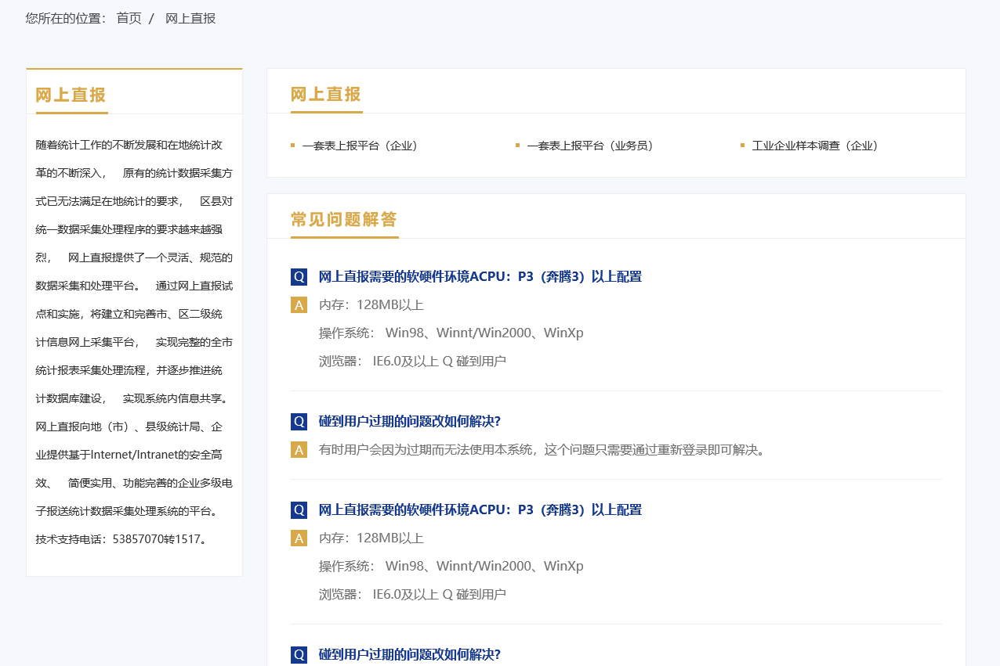 您所在的位置： 首页 / 网上直报
网上直报
随着统计工作的不断发展和在地统计改
革的不断深入， 原有的统计数据采集方
式已无法满足在地统计的要求， 区县对
统一数据采集处理程序的要求越来越强
烈， 网上直报提供了一个灵活、规范的
数据采集和处理平台。 通过网上直报试
点和实施，将建立和完善市、区二级统
计信息网上采集平台， 实现完整的全市
统计报表采集处理流程，并逐步推进统
计数据库建设， 实现系统内信息共享。
网上直报向地（市）、县级统计局、企
业提供基于Internet/Intranet的安全高
效、 简便实用、功能完善的企业多级电
子报送统计数据采集处理系统的平台。
技术支持电话：53857070转1517。
网上直报
一套表上报平台（企业）
一套表上报平台（业务员）
工业企业样本调查（企业）
常见问题解答
Q 网上直报需要的软硬件环境ACPU：P3（奔腾3）以上配置
A 内存：128MB以上
操作系统： Win98、Winnt/Win2000、WinXp
浏览器： IE6.0及以上 Q 碰到用户
Q 碰到用户过期的问题改如何解决?
A 有时用户会因为过期而无法使用本系统，这个问题只需要通过重新登录即可解决。
Q 网上直报需要的软硬件环境ACPU：P3（奔腾3）以上配置
A 内存：128MB以上
操作系统： Win98、Winnt/Win2000、WinXp
浏览器： IE6.0及以上 Q 碰到用户
Q 碰到用户过期的问题改如何解决?